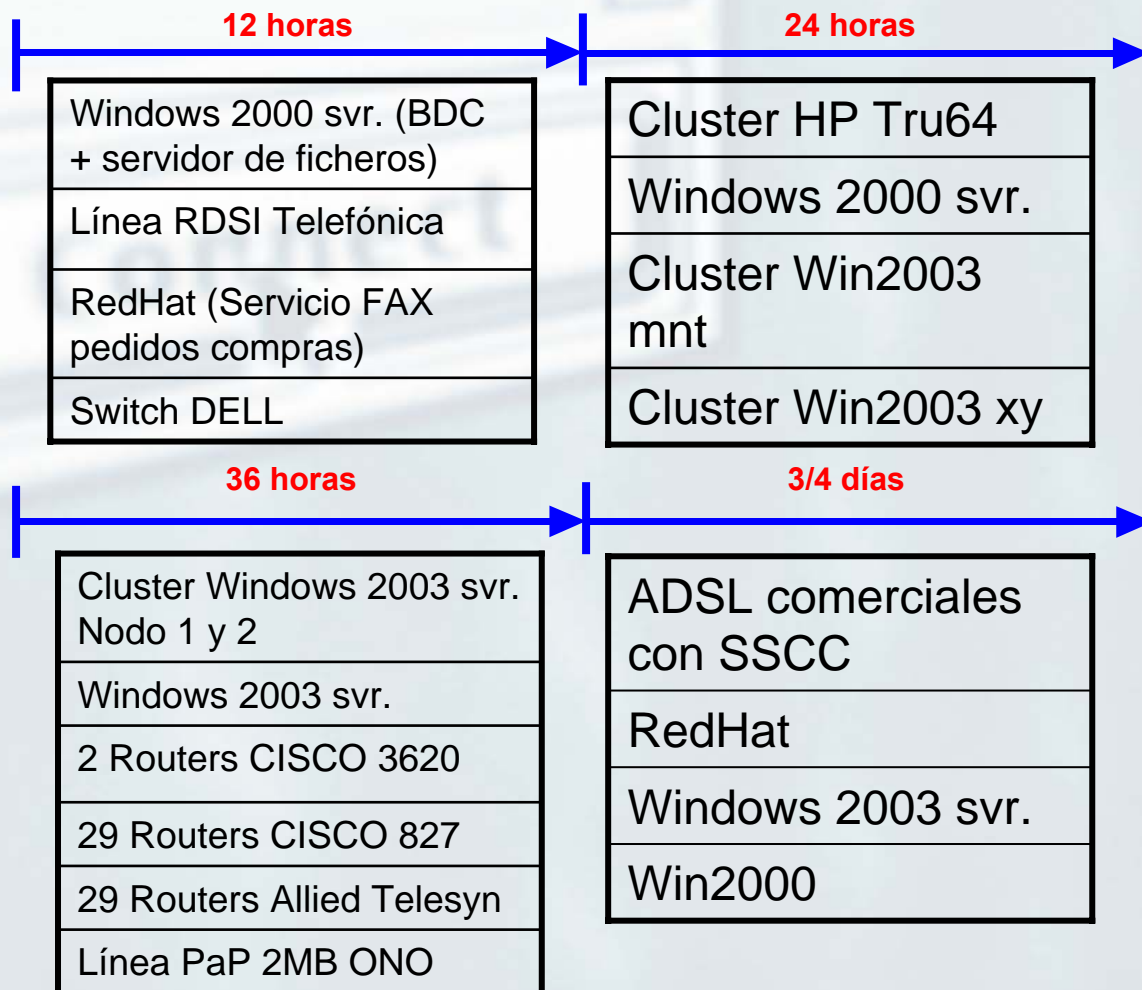 12 horas
24 horas
Windows 2000 svr. (BDC
+ servidor de ficheros)
Línea RDSI Telefónica
RedHat (Servicio FAX
pedidos compras)
Switch DELL
Cluster HP Tru64
Windows 2000 svr.
Cluster Win2003
mnt
Cluster Win2003 xy
36 horas
3/4 días
Cluster Windows 2003 svr.
Nodo 1 y 2
Windows 2003 svr.
2 Routers CISCO 3620
29 Routers CISCO 827
29 Routers Allied Telesyn
Línea PaP 2MB ONO
ADSL comerciales
con SSCC
RedHat
Windows 2003 svr.
Win2000
Connect